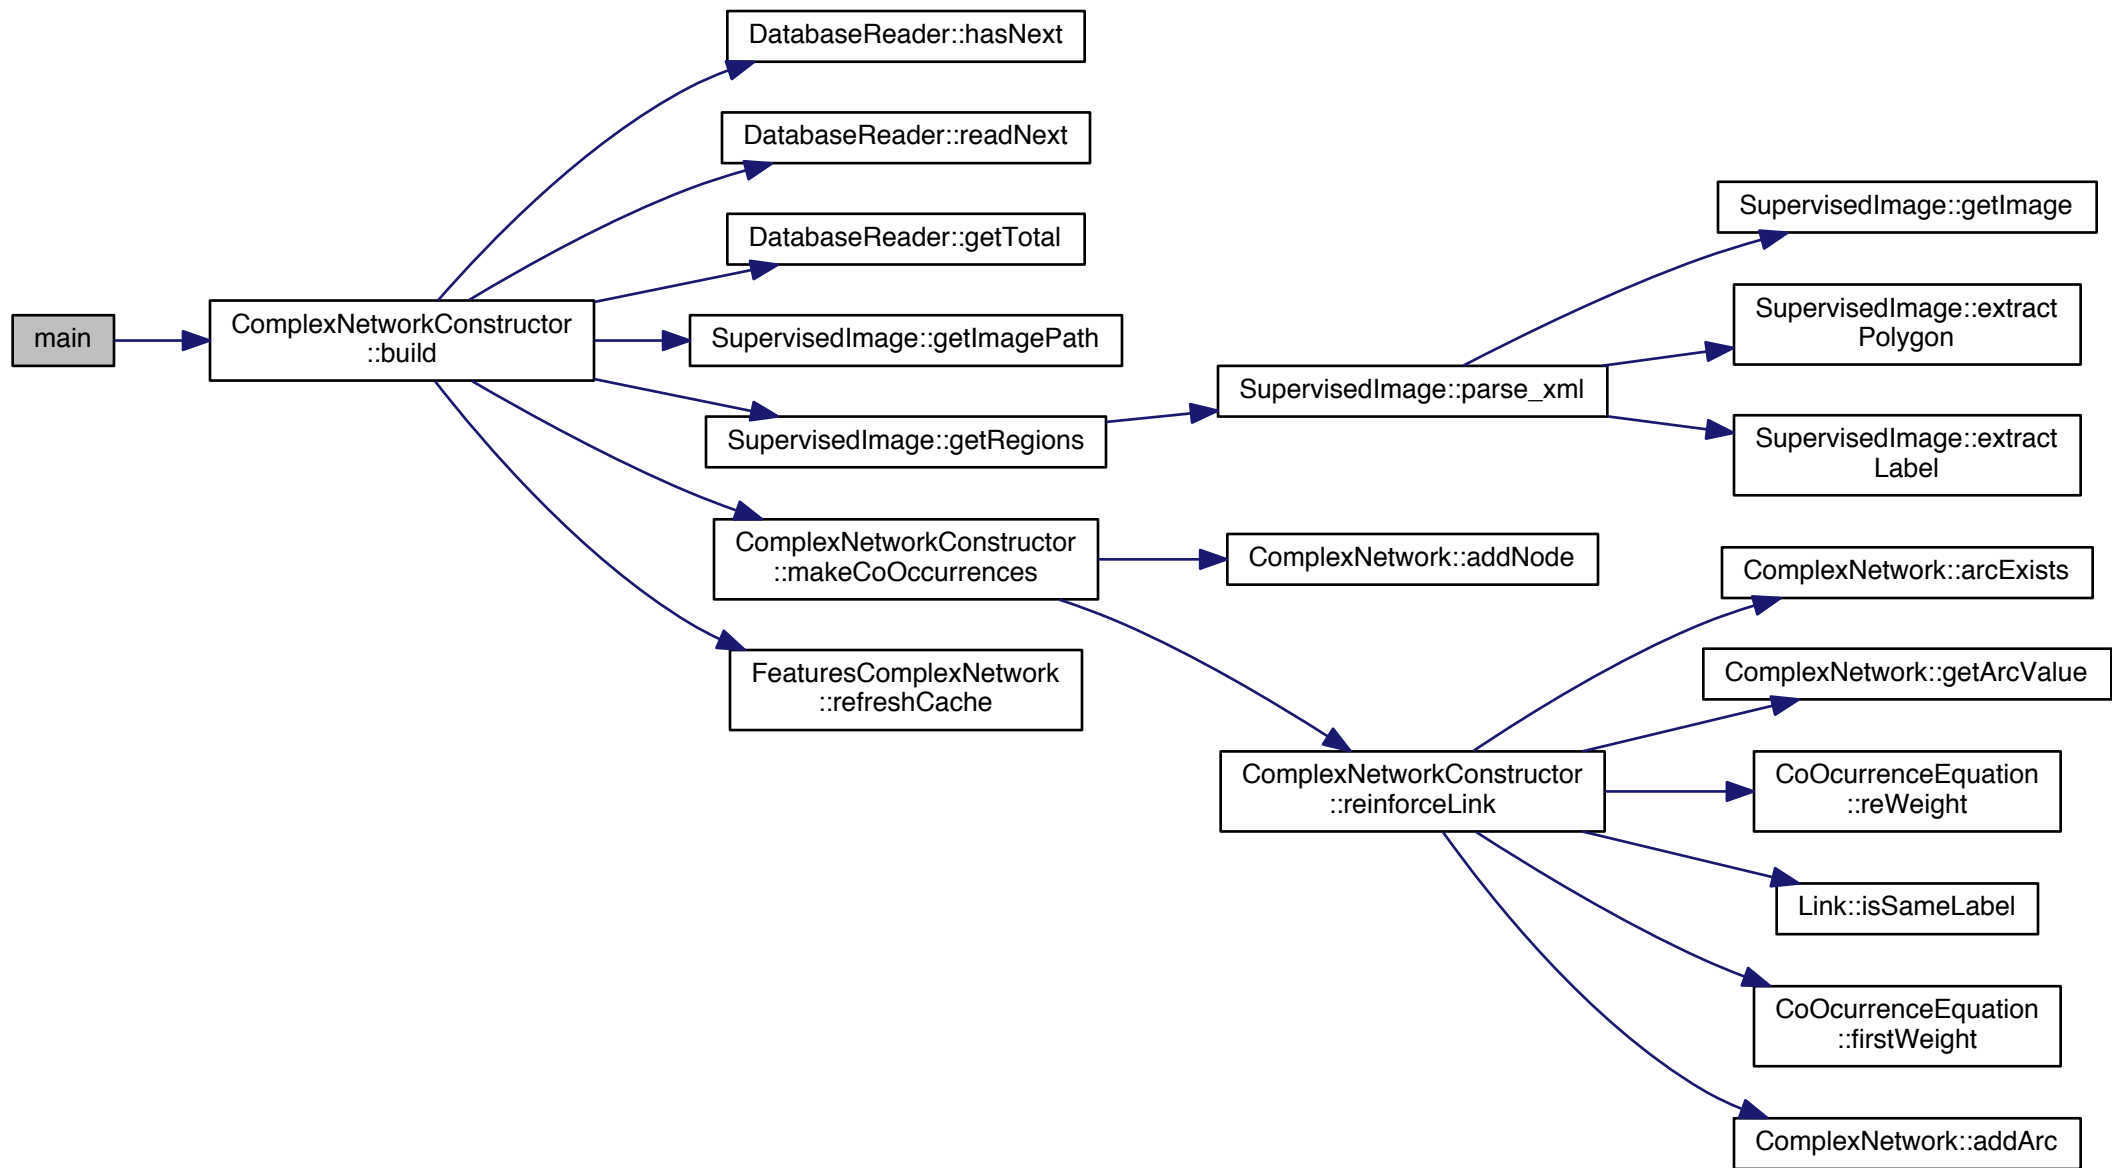 main
ComplexNetworkConstructor
::build
DatabaseReader::hasNext
DatabaseReader::readNext
DatabaseReader::getTotal
SupervisedImage::getImagePath
SupervisedImage::getRegions
ComplexNetworkConstructor
::makeCoOccurrences
FeaturesComplexNetwork
::refreshCache
SupervisedImage::parse_xml
ComplexNetwork::addNode
ComplexNetworkConstructor
::reinforceLink
SupervisedImage::getImage
SupervisedImage::extract
Polygon
SupervisedImage::extract
Label
ComplexNetwork::arcExists
ComplexNetwork::getArcValue
CoOcurrenceEquation
::reWeight
Link::isSameLabel
CoOcurrenceEquation
::firstWeight
ComplexNetwork::addArc